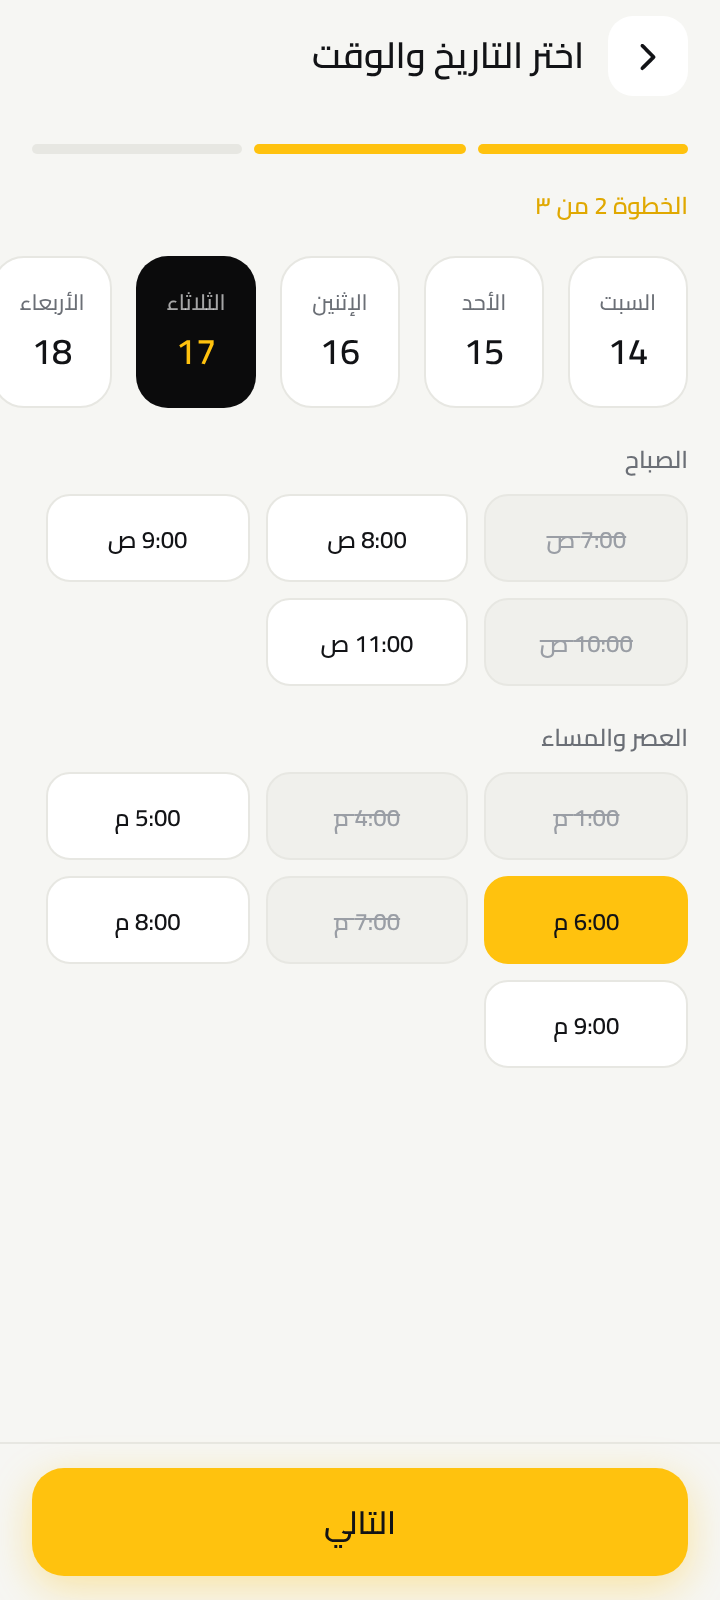 اختر التاريخ والوقت
الخطوة 2 من ٣
السبت
14
الأحد
15
الإثنين
16
الثلاثاء
17
الأربعاء
18
الصباح
7:00 ص
8:00 ص
9:00 ص
10:00 ص
11:00 ص
العصر والمساء
1:00 م
4:00 م
5:00 م
6:00 م
7:00 م
8:00 م
9:00 م
التالي